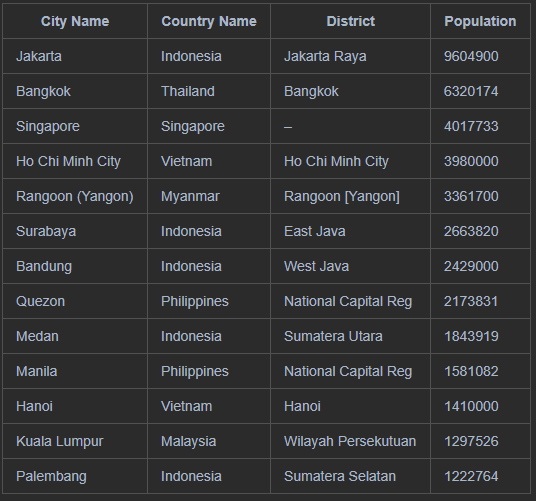 City Name Country Name District Population
Jakarta Indonesia Jakarta Raya 9604900
Bangkok Thailand Bangkok 6320174
Singapore Singapore – 4017733
Ho Chi Minh City Vietnam Ho Chi Minh City 3980000
Rangoon (Yangon) Myanmar Rangoon [Yangon] 3361700
Surabaya Indonesia East Java 2663820
Bandung Indonesia West Java 2429000
Quezon Philippines National Capital Reg 2173831
Medan Indonesia Sumatera Utara 1843919
Manila Philippines National Capital Reg 1581082
Hanoi Vietnam Hanoi 1410000
Kuala Lumpur Malaysia Wilayah Persekutuan 1297526
Palembang Indonesia Sumatera Selatan 1222764